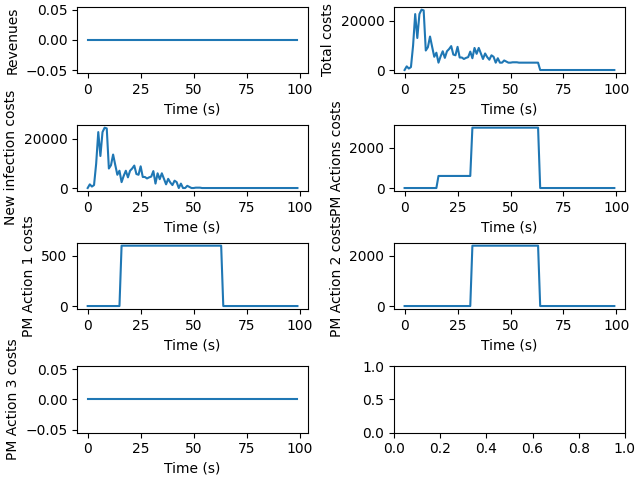 Revenues
0.05
0.00
−0.05
0 25 50 75 100
Time (s)
Total costs
20000
0
0 25 50 75 100
Time (s)
New infection costs
20000
0
0 25 50 75 100
Time (s)
PM Actions costs
2000
0
0 25 50 75 100
Time (s)
PM Action 1 costs
500
0
0 25 50 75 100
Time (s)
PM Action 2 costs
2000
0
0 25 50 75 100
Time (s)
PM Action 3 costs
0.05
0.00
−0.05
0 25 50 75 100
Time (s)
1.0
0.5
0.0
0.0 0.2 0.4 0.6 0.8 1.0